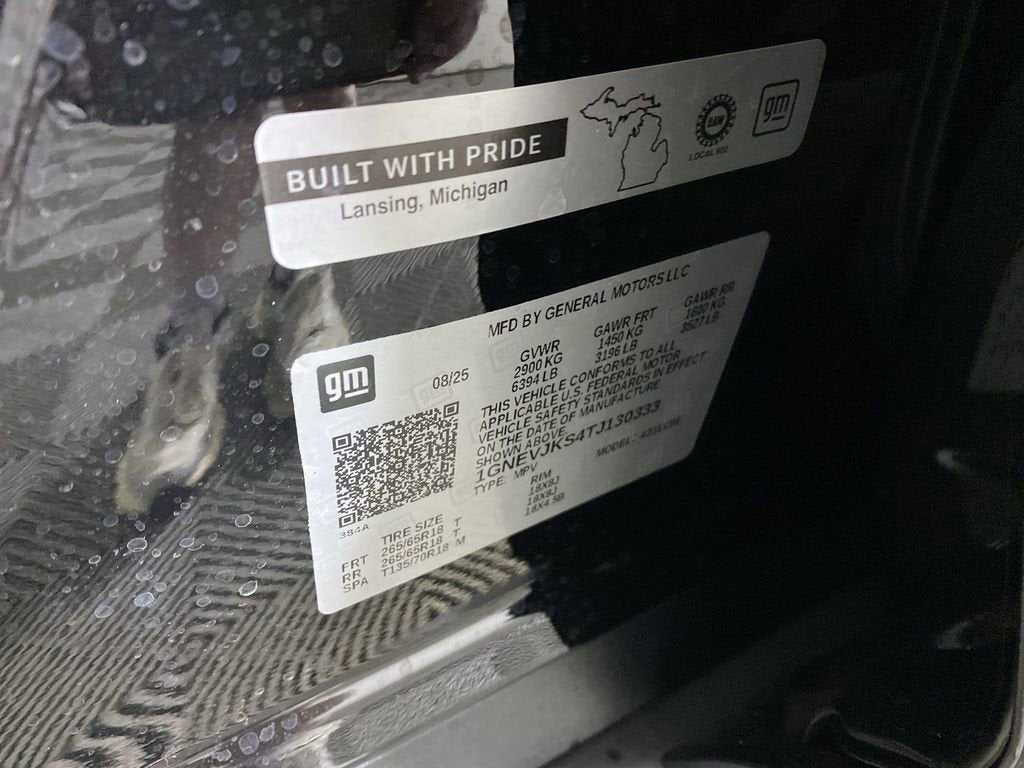 BUILT WITH PRIDE
Lansing, Michigan
UAW
LOCAL 602
gm
MFD BY GENERAL MOTORS LLC
gm
08/25
GVWR GAWR FRT GAWR RR
2900 KG 1450 KG 1600 KG
6394 LB 3196 LB 3527 LB
THIS VEHICLE CONFORMS TO ALL
APPLICABLE U.S. FEDERAL MOTOR
VEHICLE SAFETY STANDARDS IN EFFECT
ON THE DATE OF MANUFACTURE
SHOWN ABOVE.
1GNEVJKS4TJ130333
TYPE: MPV MODEL:
384A
TIRE SIZE RIM
FRT 265/65R18 T 18X8J
RR 265/65R18 T 18X8J
SPA T135/70R18 M 18X4.5B